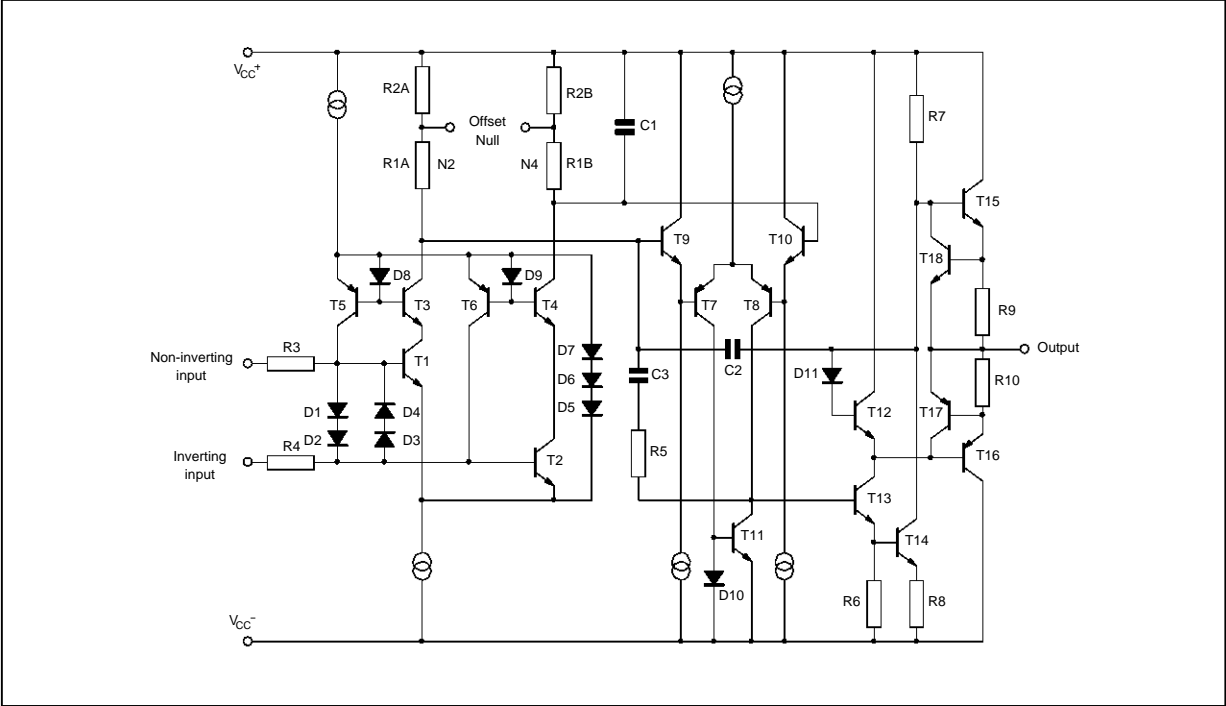 VCC+
R2A
R2B
Offset
Null
C1
R7
R1A
N2
N4
R1B
T15
T9
T10
T18
D8
D9
T5
T3
T6
T4
T7
T8
R9
Non-inverting
input
R3
T1
D7
Output
D6
C3
C2
D11
R10
D1
D4
D5
T12
T17
D2
D3
Inverting
input
R4
T2
R5
T16
T13
T11
T14
D10
R6
R8
VCC−